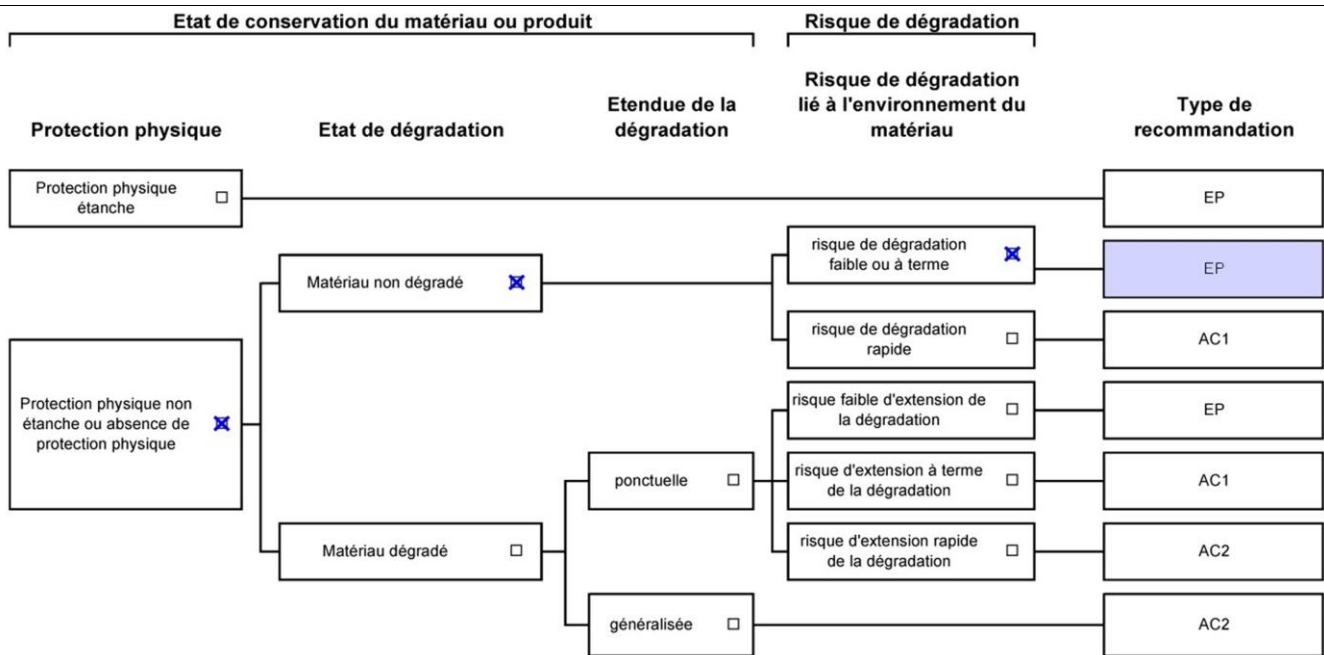 Etat de conservation du matériau ou produit
Risque de dégradation
Protection physique
Etat de dégradation
Etendue de la
dégradation
Risque de dégradation
lié à l'environnement du
matériau
Type de
recommandation
Protection physique
étanche
EP
risque de dégradation
faible ou à terme
EP
Matériau non dégradé
risque de dégradation
rapide
AC1
Protection physique non
étanche ou absence de
protection physique
risque faible d'extension de
la dégradation
EP
ponctuelle
risque d'extension à terme
de la dégradation
AC1
Matériau dégradé
risque d'extension rapide
de la dégradation
AC2
généralisée
AC2